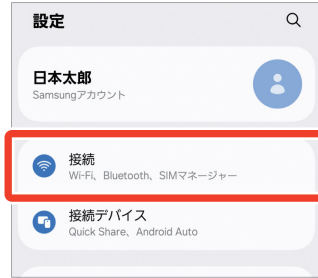 設定
日本太郎
Samsungアカウント
接続
Wi-Fi、Bluetooth、SIMマネージャー
接続デバイス
Quick Share、Android Auto